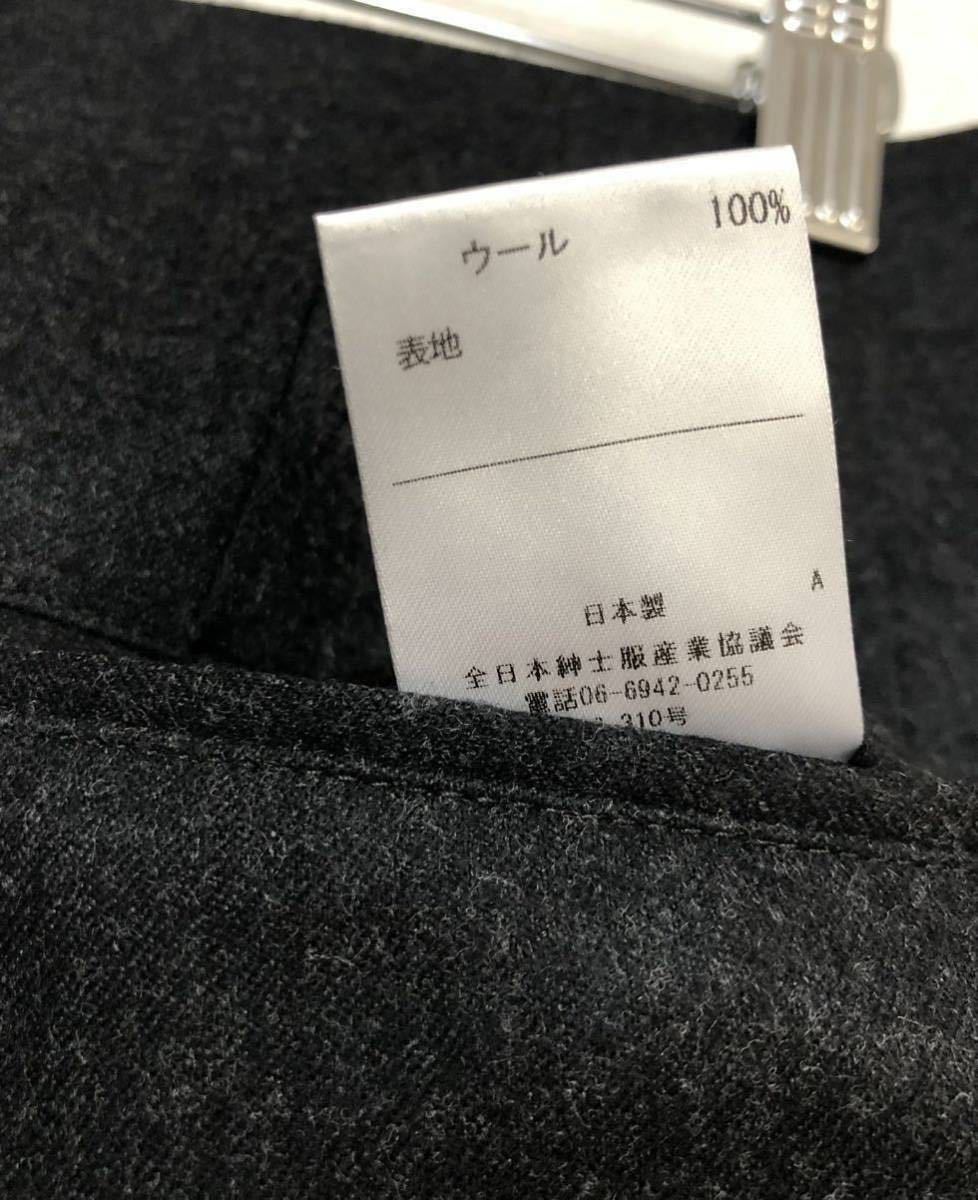 ウール 100%
表地
日本製 A
全日本紳士服産業協議会
電話06-6942-0255
310号